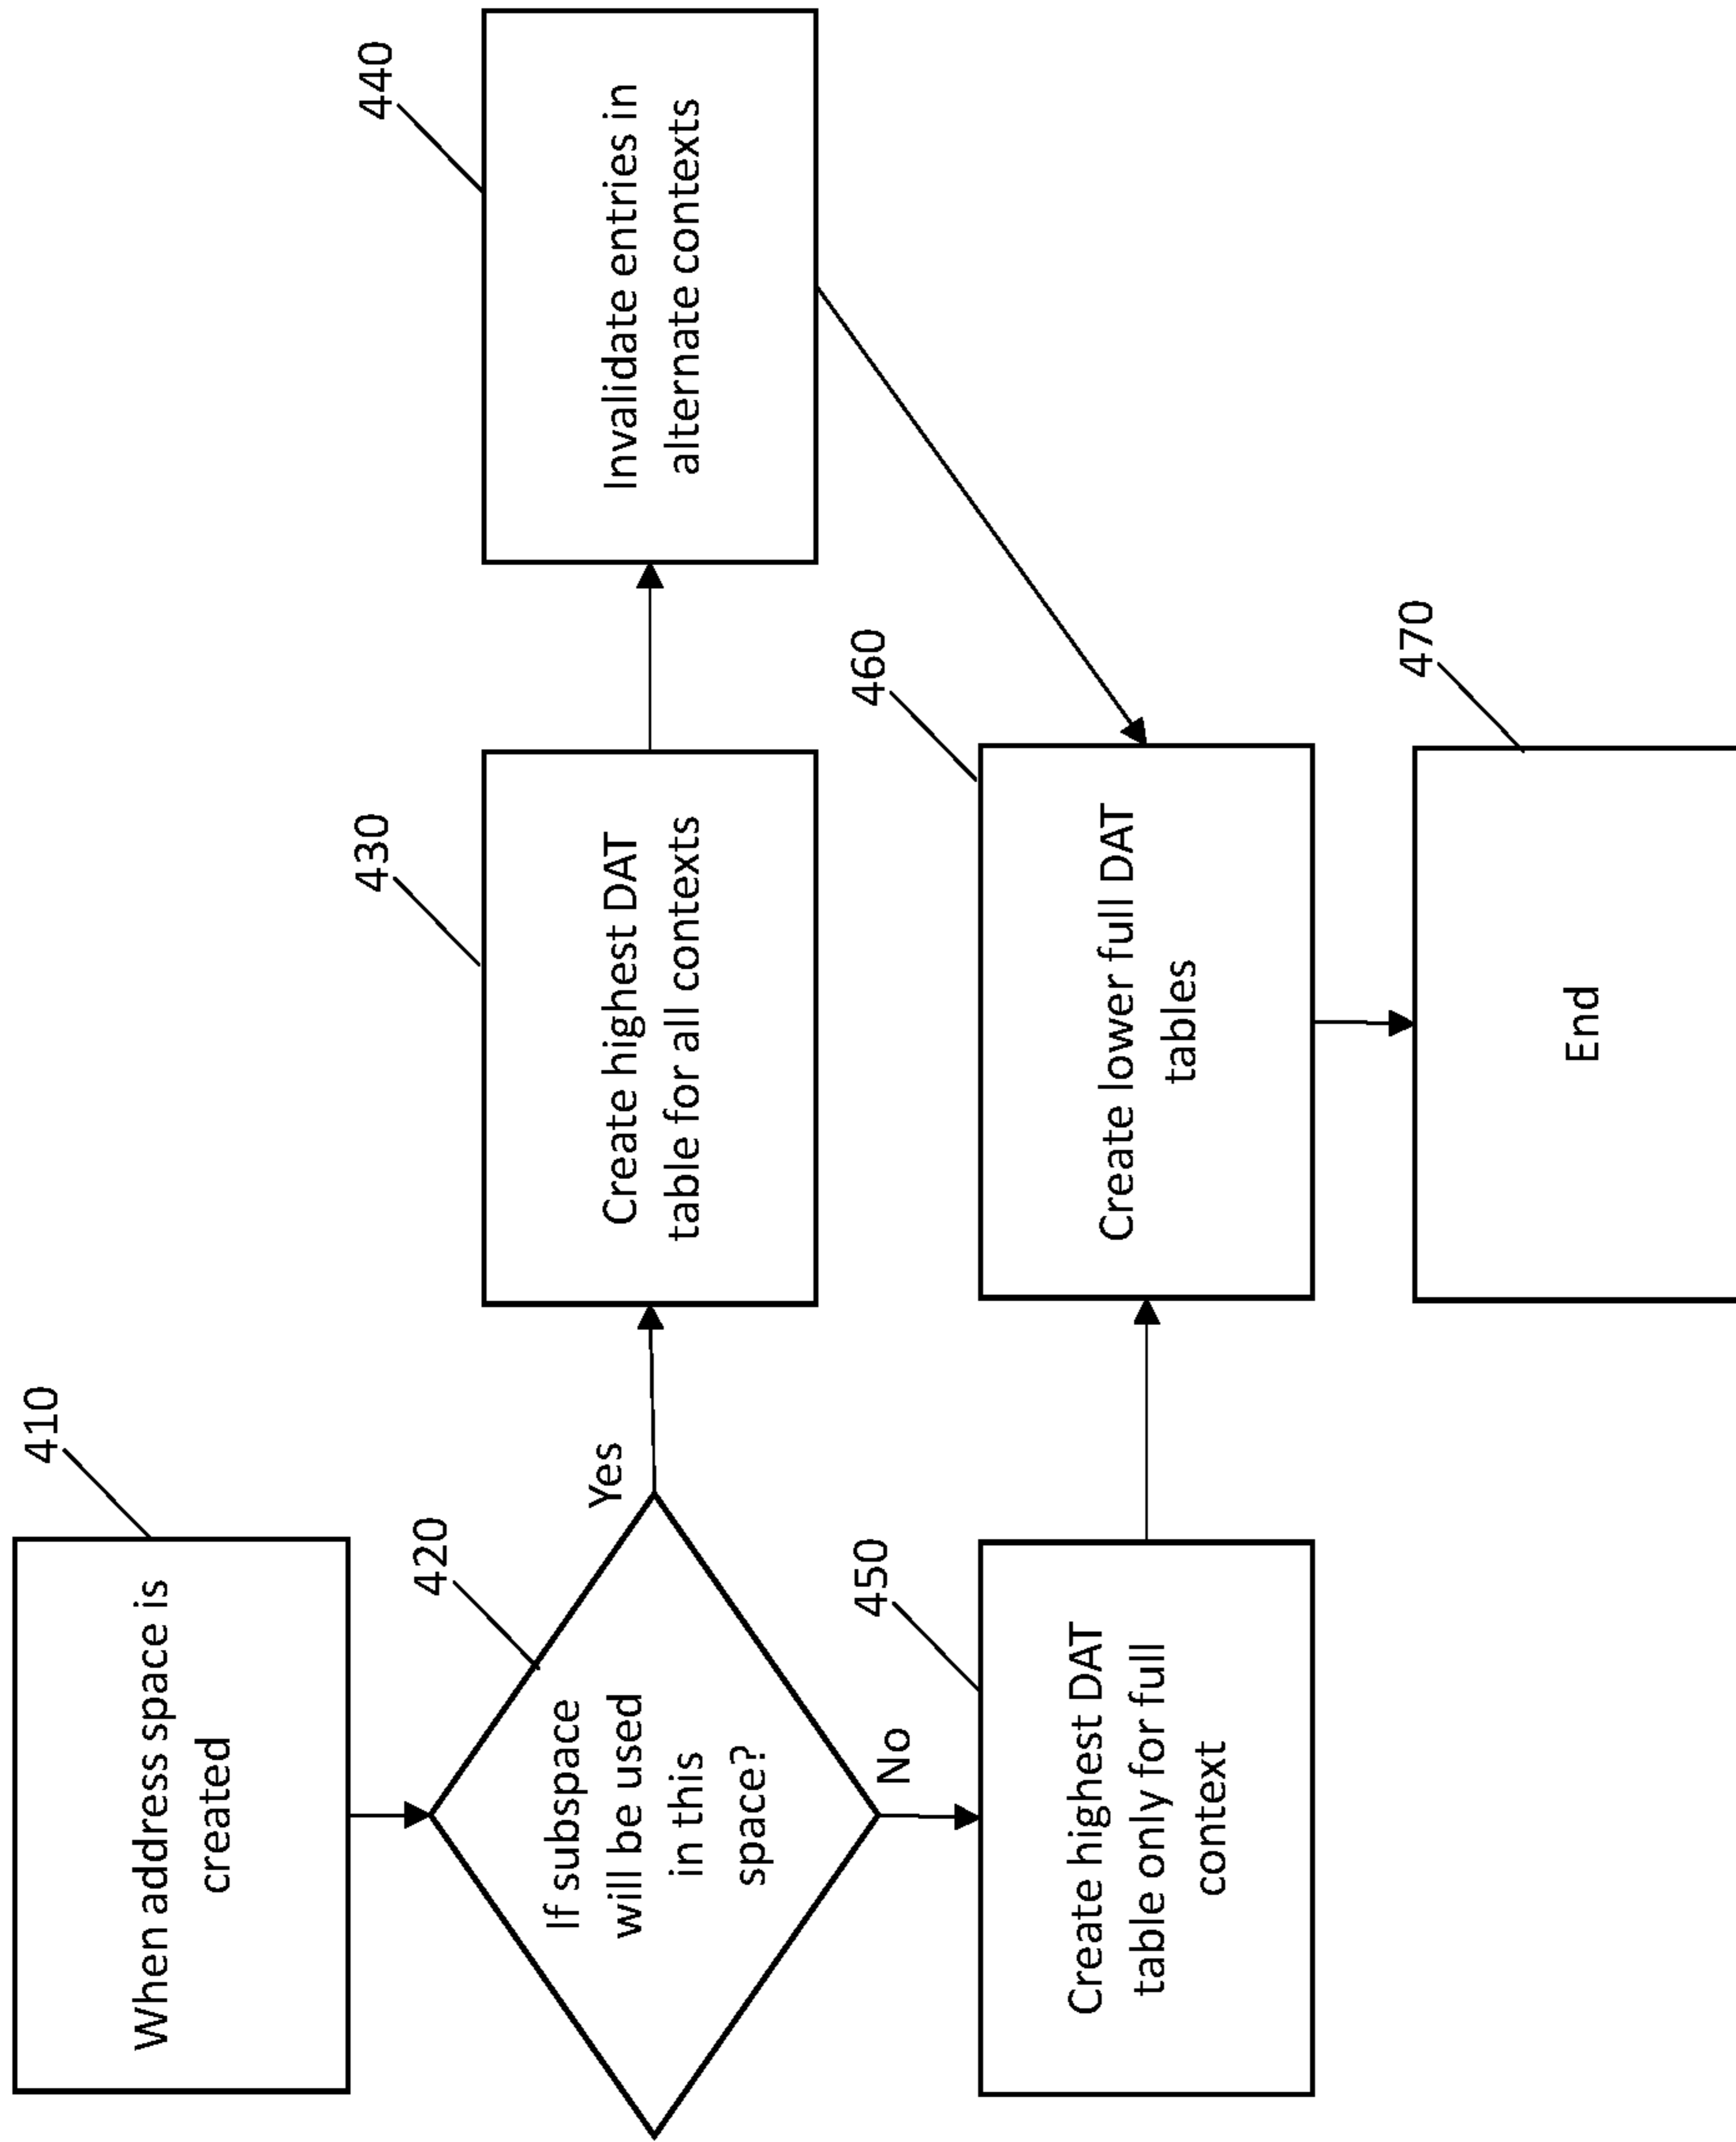 410
When address space is
created
420
If subspace
will be used
in this
space?
Yes
No
430
Create highest DAT
table for all contexts
440
Invalidate entries in
alternate contexts
450
Create highest DAT
table only for full
context
460
Create lower full DAT
tables
470
End